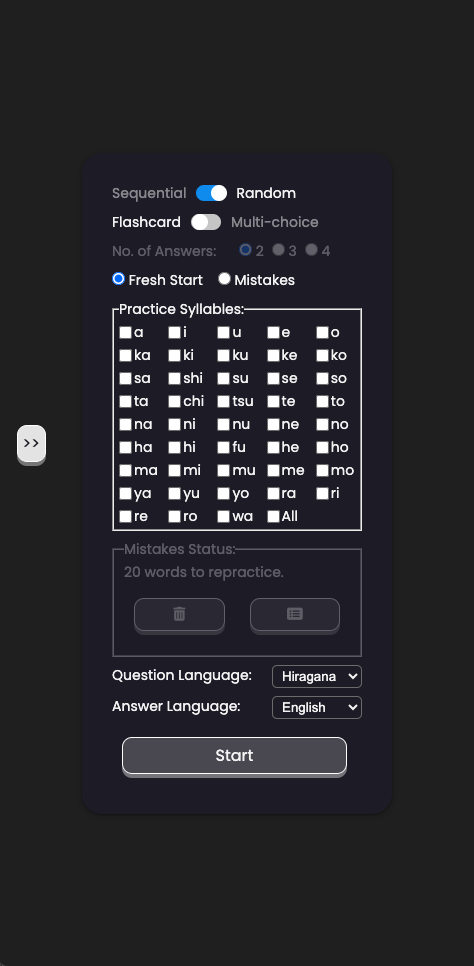 Sequential Random
Flashcard Multi-choice
No. of Answers: 2 3 4
Fresh Start Mistakes
Practice Syllables:
a i u e o
ka ki ku ke ko
sa shi su se so
ta chi tsu te to
na ni nu ne no
ha hi fu he ho
ma mi mu me mo
ya yu yo ra ri
re ro wa All
>>
Mistakes Status:
20 words to repractice.
Question Language: Hiragana
Answer Language: English
Start